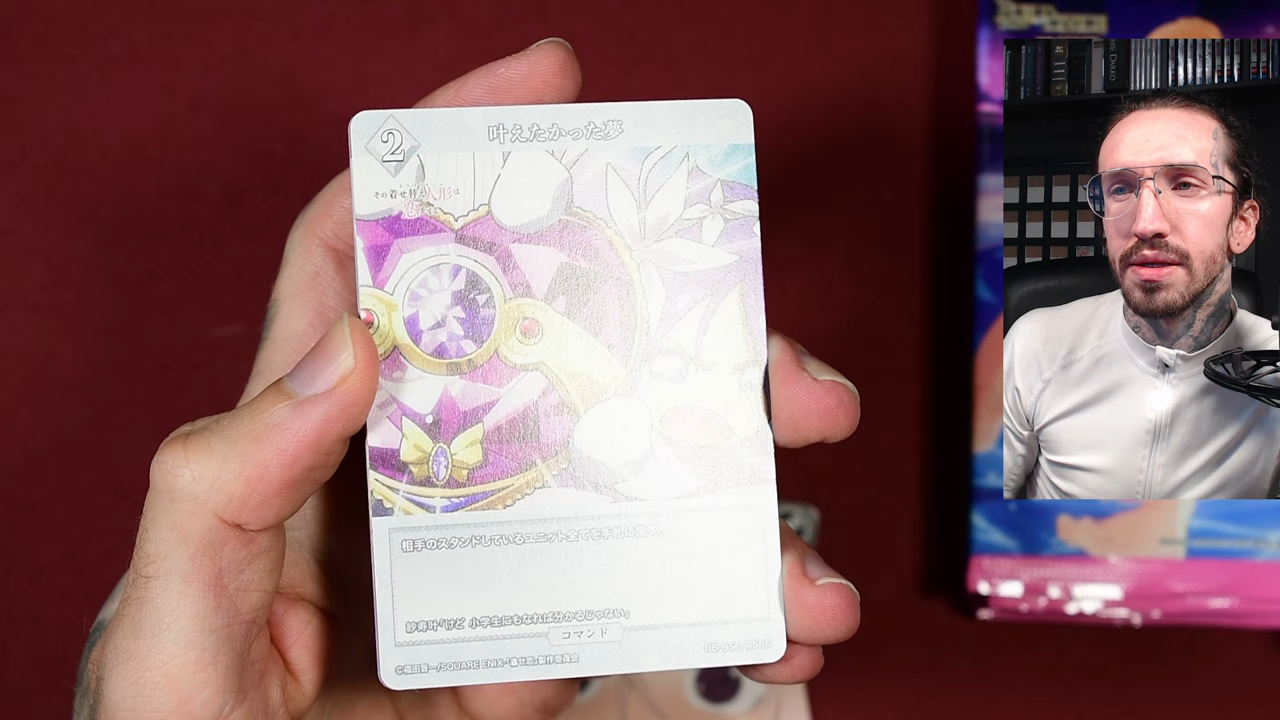 2
叶えたかった夢
その着せ替え人形は
相手のスタンドしているユニット全てを手札に戻す。
紗寿叶「けど 小学生にもなれば分かるじゃない」
コマンド
©福田晋一/SQUARE ENIX・「着せ恋」製作委員会